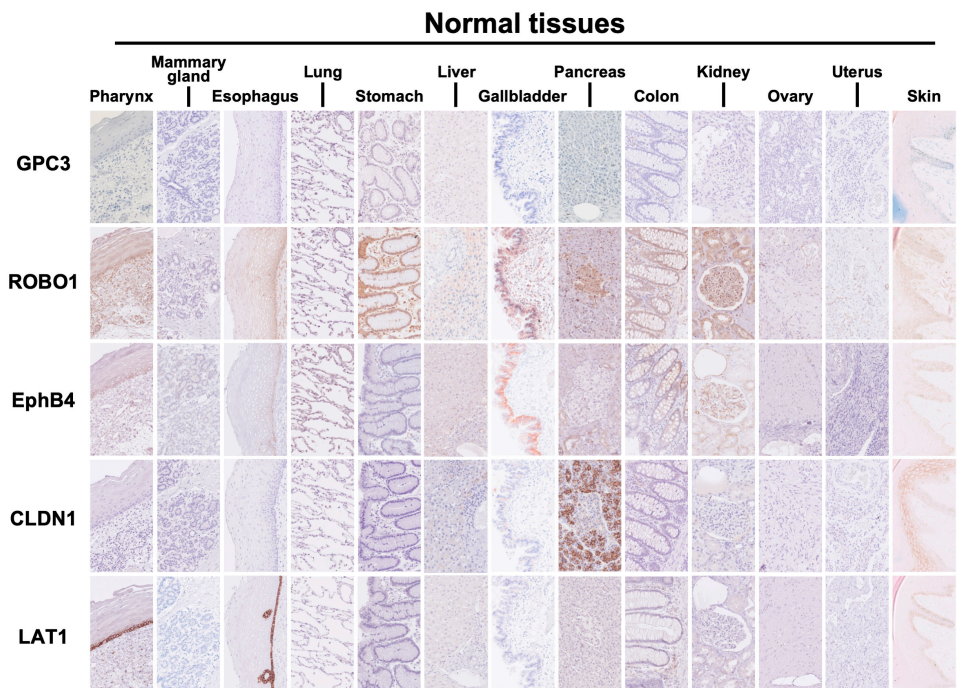 Normal tissues
Mammary
gland
Lung
Liver
Pancreas
Kidney
Uterus
Pharynx
Esophagus
Stomach
Gallbladder
Colon
Ovary
Skin
GPC3
ROBO1
EphB4
CLDN1
LAT1